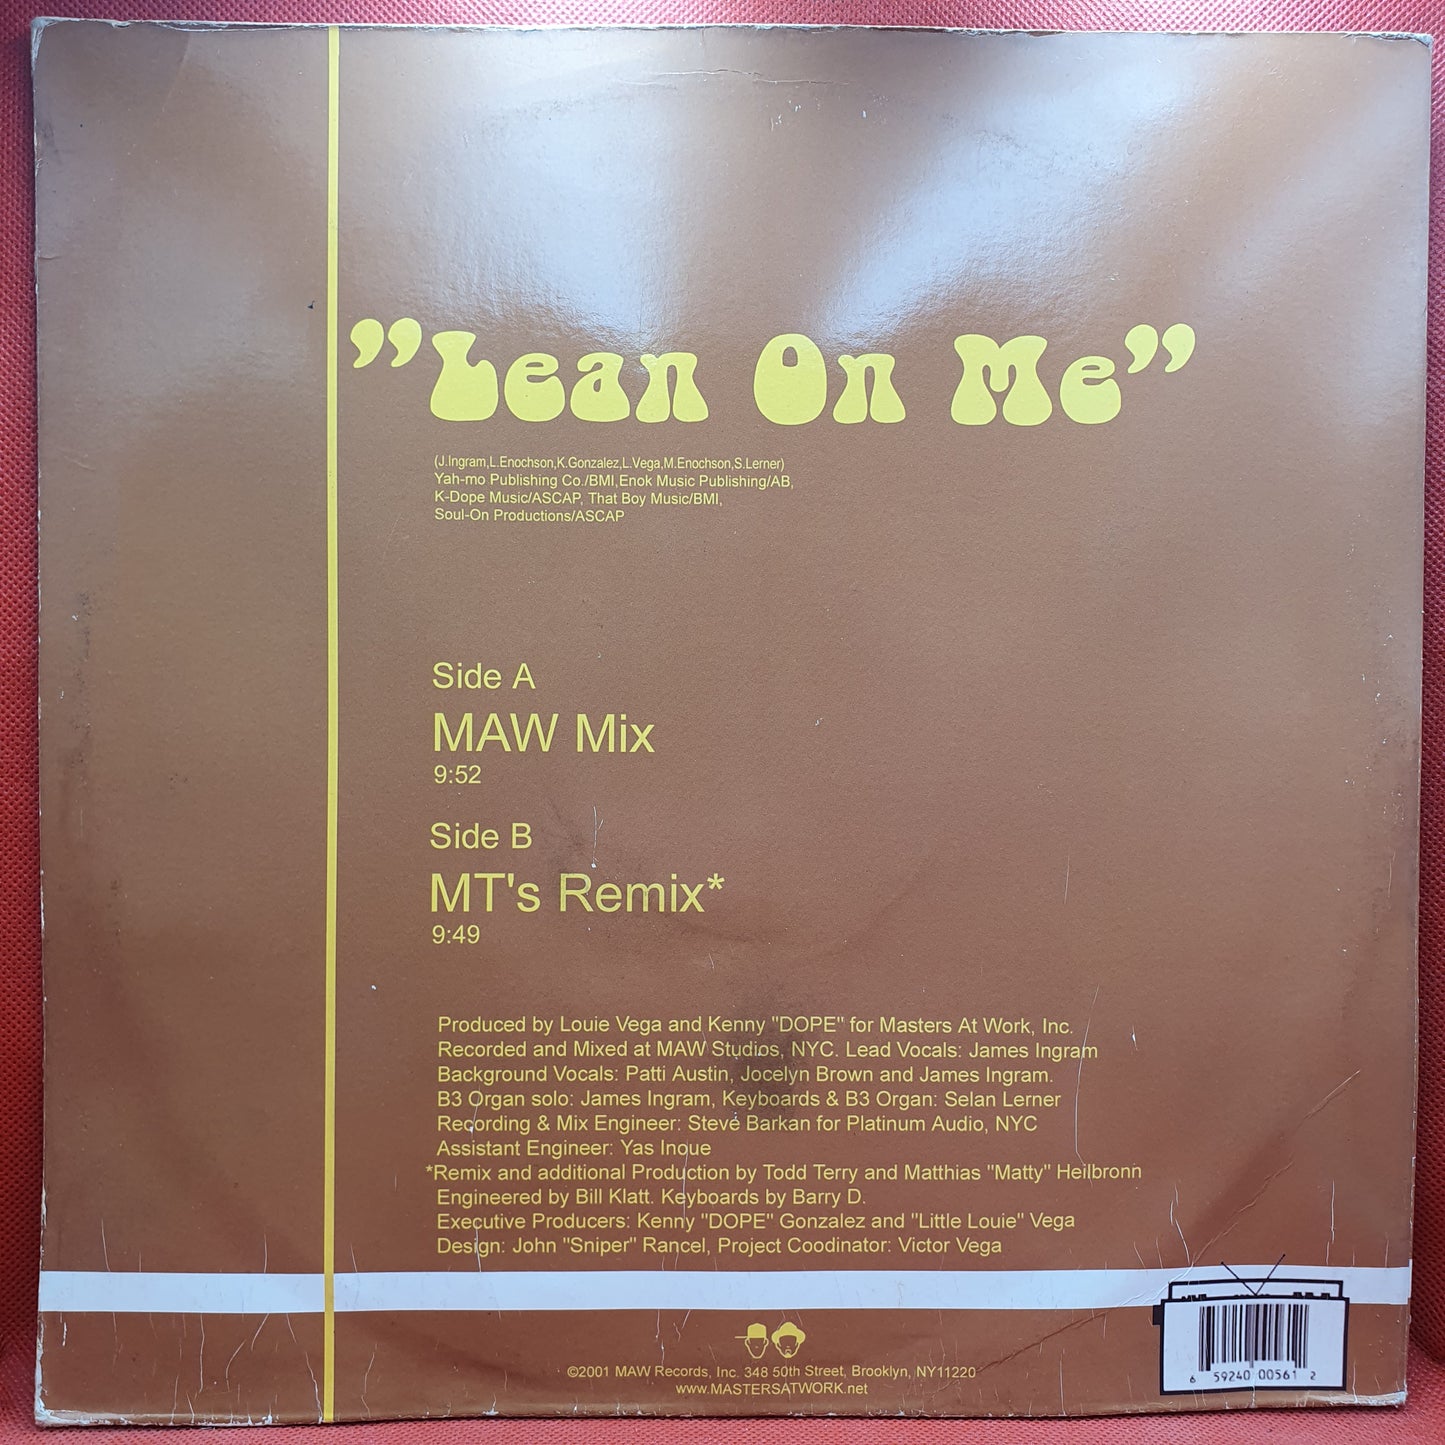 "Lean On Me"
(J.Ingram,L.Enochson,K.Gonzalez,L.Vega,M.Enochson,S.Lerner)
Yah-mo Publishing Co./BMI,Enok Music Publishing/AB,
K-Dope Music/ASCAP, That Boy Music/BMI,
Soul-On Productions/ASCAP
Side A
MAW Mix
9:52
Side B
MT's Remix*
9:49
Produced by Louie Vega and Kenny "DOPE" for Masters At Work, Inc.
Recorded and Mixed at MAW Studios, NYC. Lead Vocals: James Ingram
Background Vocals: Patti Austin, Jocelyn Brown and James Ingram.
B3 Organ solo: James Ingram, Keyboards & B3 Organ: Selan Lerner
Recording & Mix Engineer: Steve Barkan for Platinum Audio, NYC
Assistant Engineer: Yas Inoue
*Remix and additional Production by Todd Terry and Matthias "Matty" Heilbronn
Engineered by Bill Klatt. Keyboards by Barry D.
Executive Producers: Kenny "DOPE" Gonzalez and "Little Louie" Vega
Design: John "Sniper" Rancel, Project Coodinator: Victor Vega
©2001 MAW Records, Inc. 348 50th Street, Brooklyn, NY11220
www.MASTERSATWORK.net
6 59240 00561 2